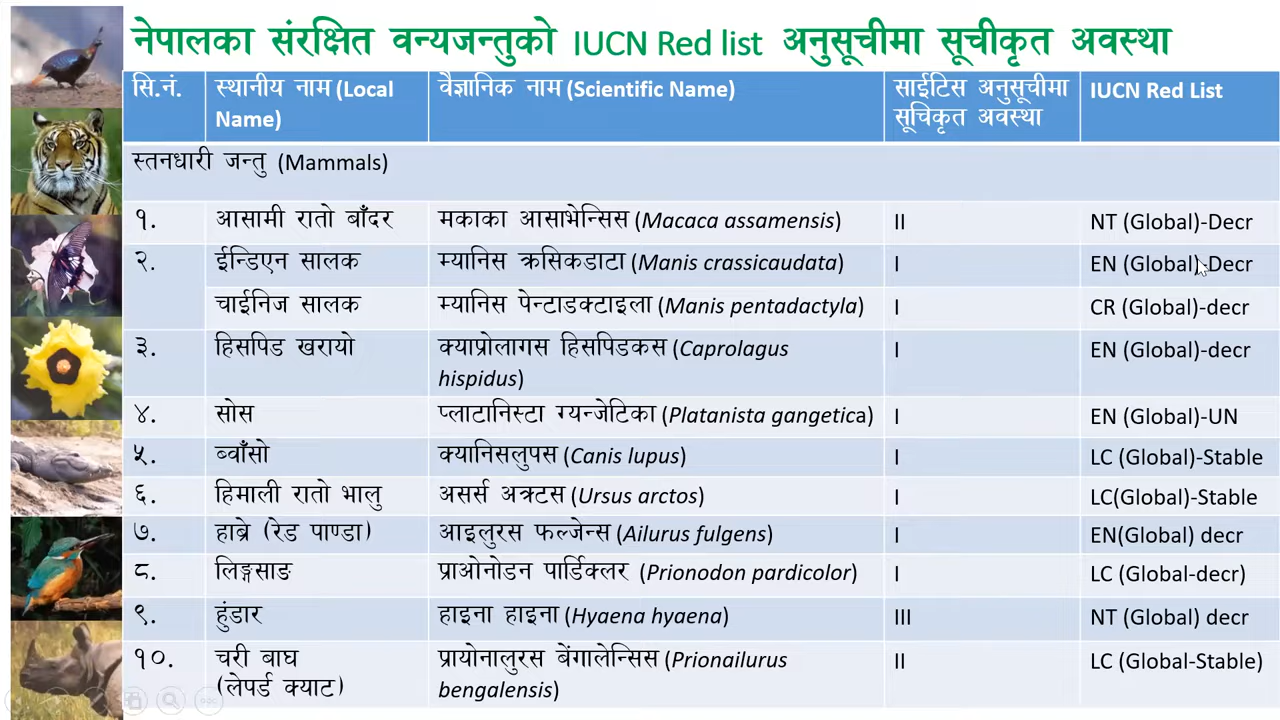 नेपालका संरक्षित वन्यजन्तुको IUCN Red list अनुसूचीमा सूचीकृत अवस्था
सि.नं. स्थानीय नाम (Local Name) वैज्ञानिक नाम (Scientific Name) साईटिस अनुसूचीमा सूचिकृत अवस्था IUCN Red List
स्तनधारी जन्तु (Mammals)
१. आसामी रातो बाँदर मकाका आसाभेन्सिस (Macaca assamensis) II NT (Global)-Decr
२. ईन्डिएन सालक म्यानिस क्रसिकडाटा (Manis crassicaudata) I EN (Global)-Decr
चाईनिज सालक म्यानिस पेन्टाडक्टाइला (Manis pentadactyla) I CR (Global)-decr
३. हिसपिड खरायो क्याप्रोलागस हिसपिडकस (Caprolagus hispidus) I EN (Global)-decr
४. सोस प्लाटानिस्टा ग्यन्जेटिका (Platanista gangetica) I EN (Global)-UN
५. ब्वाँसो क्यानिसलुपस (Canis lupus) I LC (Global)-Stable
६. हिमाली रातो भालु असर्स अक्टस (Ursus arctos) I LC(Global)-Stable
७. हाब्रे (रेड पाण्डा) आइलुरस फल्जेन्स (Ailurus fulgens) I EN(Global) decr
८. लिङ्गसाङ प्राओनोडन पार्डिक्लर (Prionodon pardicolor) I LC (Global-decr)
९. हुंडार हाइना हाइना (Hyaena hyaena) III NT (Global) decr
१०. चरी बाघ (लेपर्ड क्याट) प्रायोनालुरस बेंगालेन्सिस (Prionailurus bengalensis) II LC (Global-Stable)